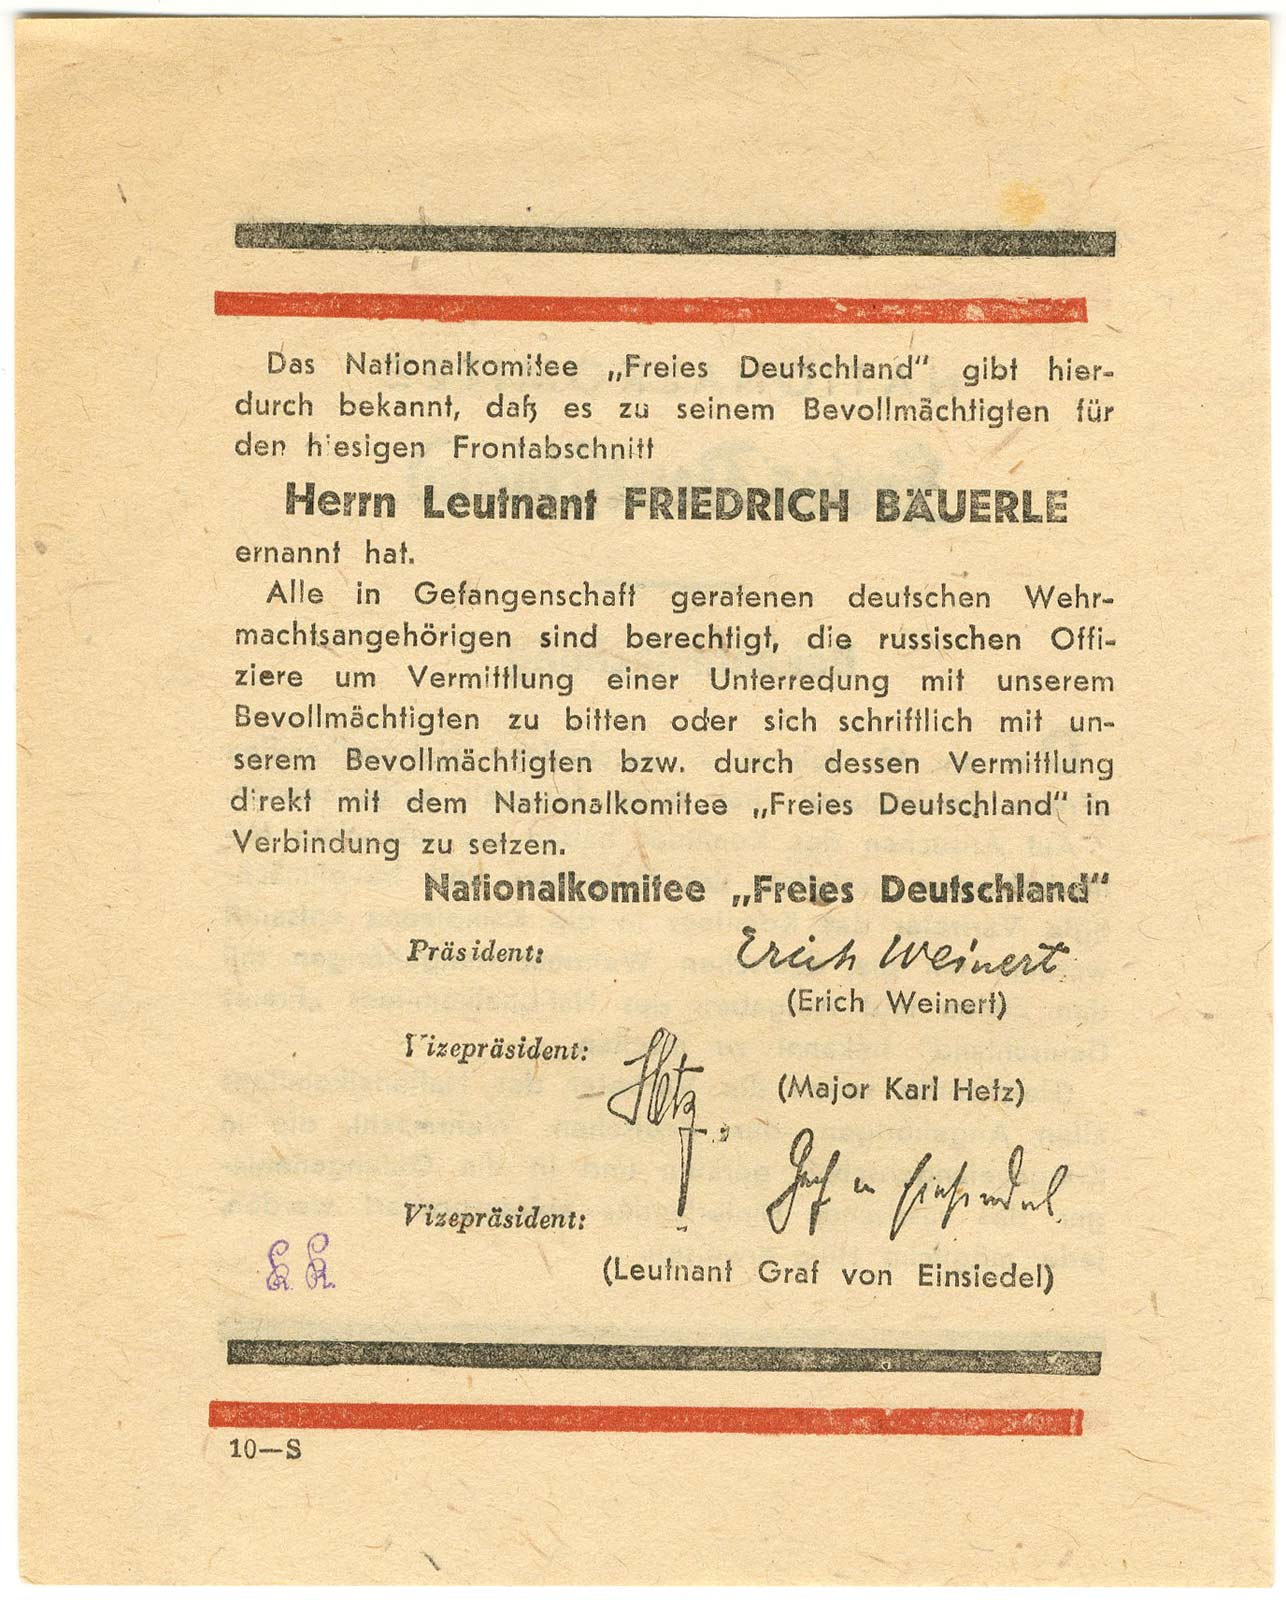 Das Nationalkomitee „Freies Deutschland“ gibt hier-
durch bekannt, daß es zu seinem Bevollmächtigten für
den hiesigen Frontabschnitt
Herrn Leutnant FRIEDRICH BÄUERLE
ernannt hat.
Alle in Gefangenschaft geratenen deutschen Wehr-
machtsangehörigen sind berechtigt, die russischen Offi-
ziere um Vermittlung einer Unterredung mit unserem
Bevollmächtigten zu bitten oder sich schriftlich mit un-
serem Bevollmächtigten bzw. durch dessen Vermittlung
direkt mit dem Nationalkomitee „Freies Deutschland“ in
Verbindung zu setzen.
Nationalkomitee „Freies Deutschland“
Präsident: Erich Weinert
(Erich Weinert)
Vizepräsident: Hetz
(Major Karl Hetz)
Graf v Einsiedel
Vizepräsident:
(Leutnant Graf von Einsiedel)
10—S